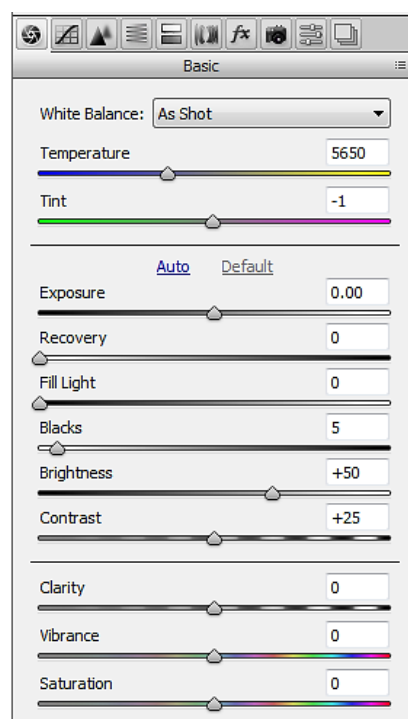 fx
Basic
White Balance: As Shot
Temperature 5650
Tint -1
Auto Default
Exposure 0.00
Recovery 0
Fill Light 0
Blacks 5
Brightness +50
Contrast +25
Clarity 0
Vibrance 0
Saturation 0